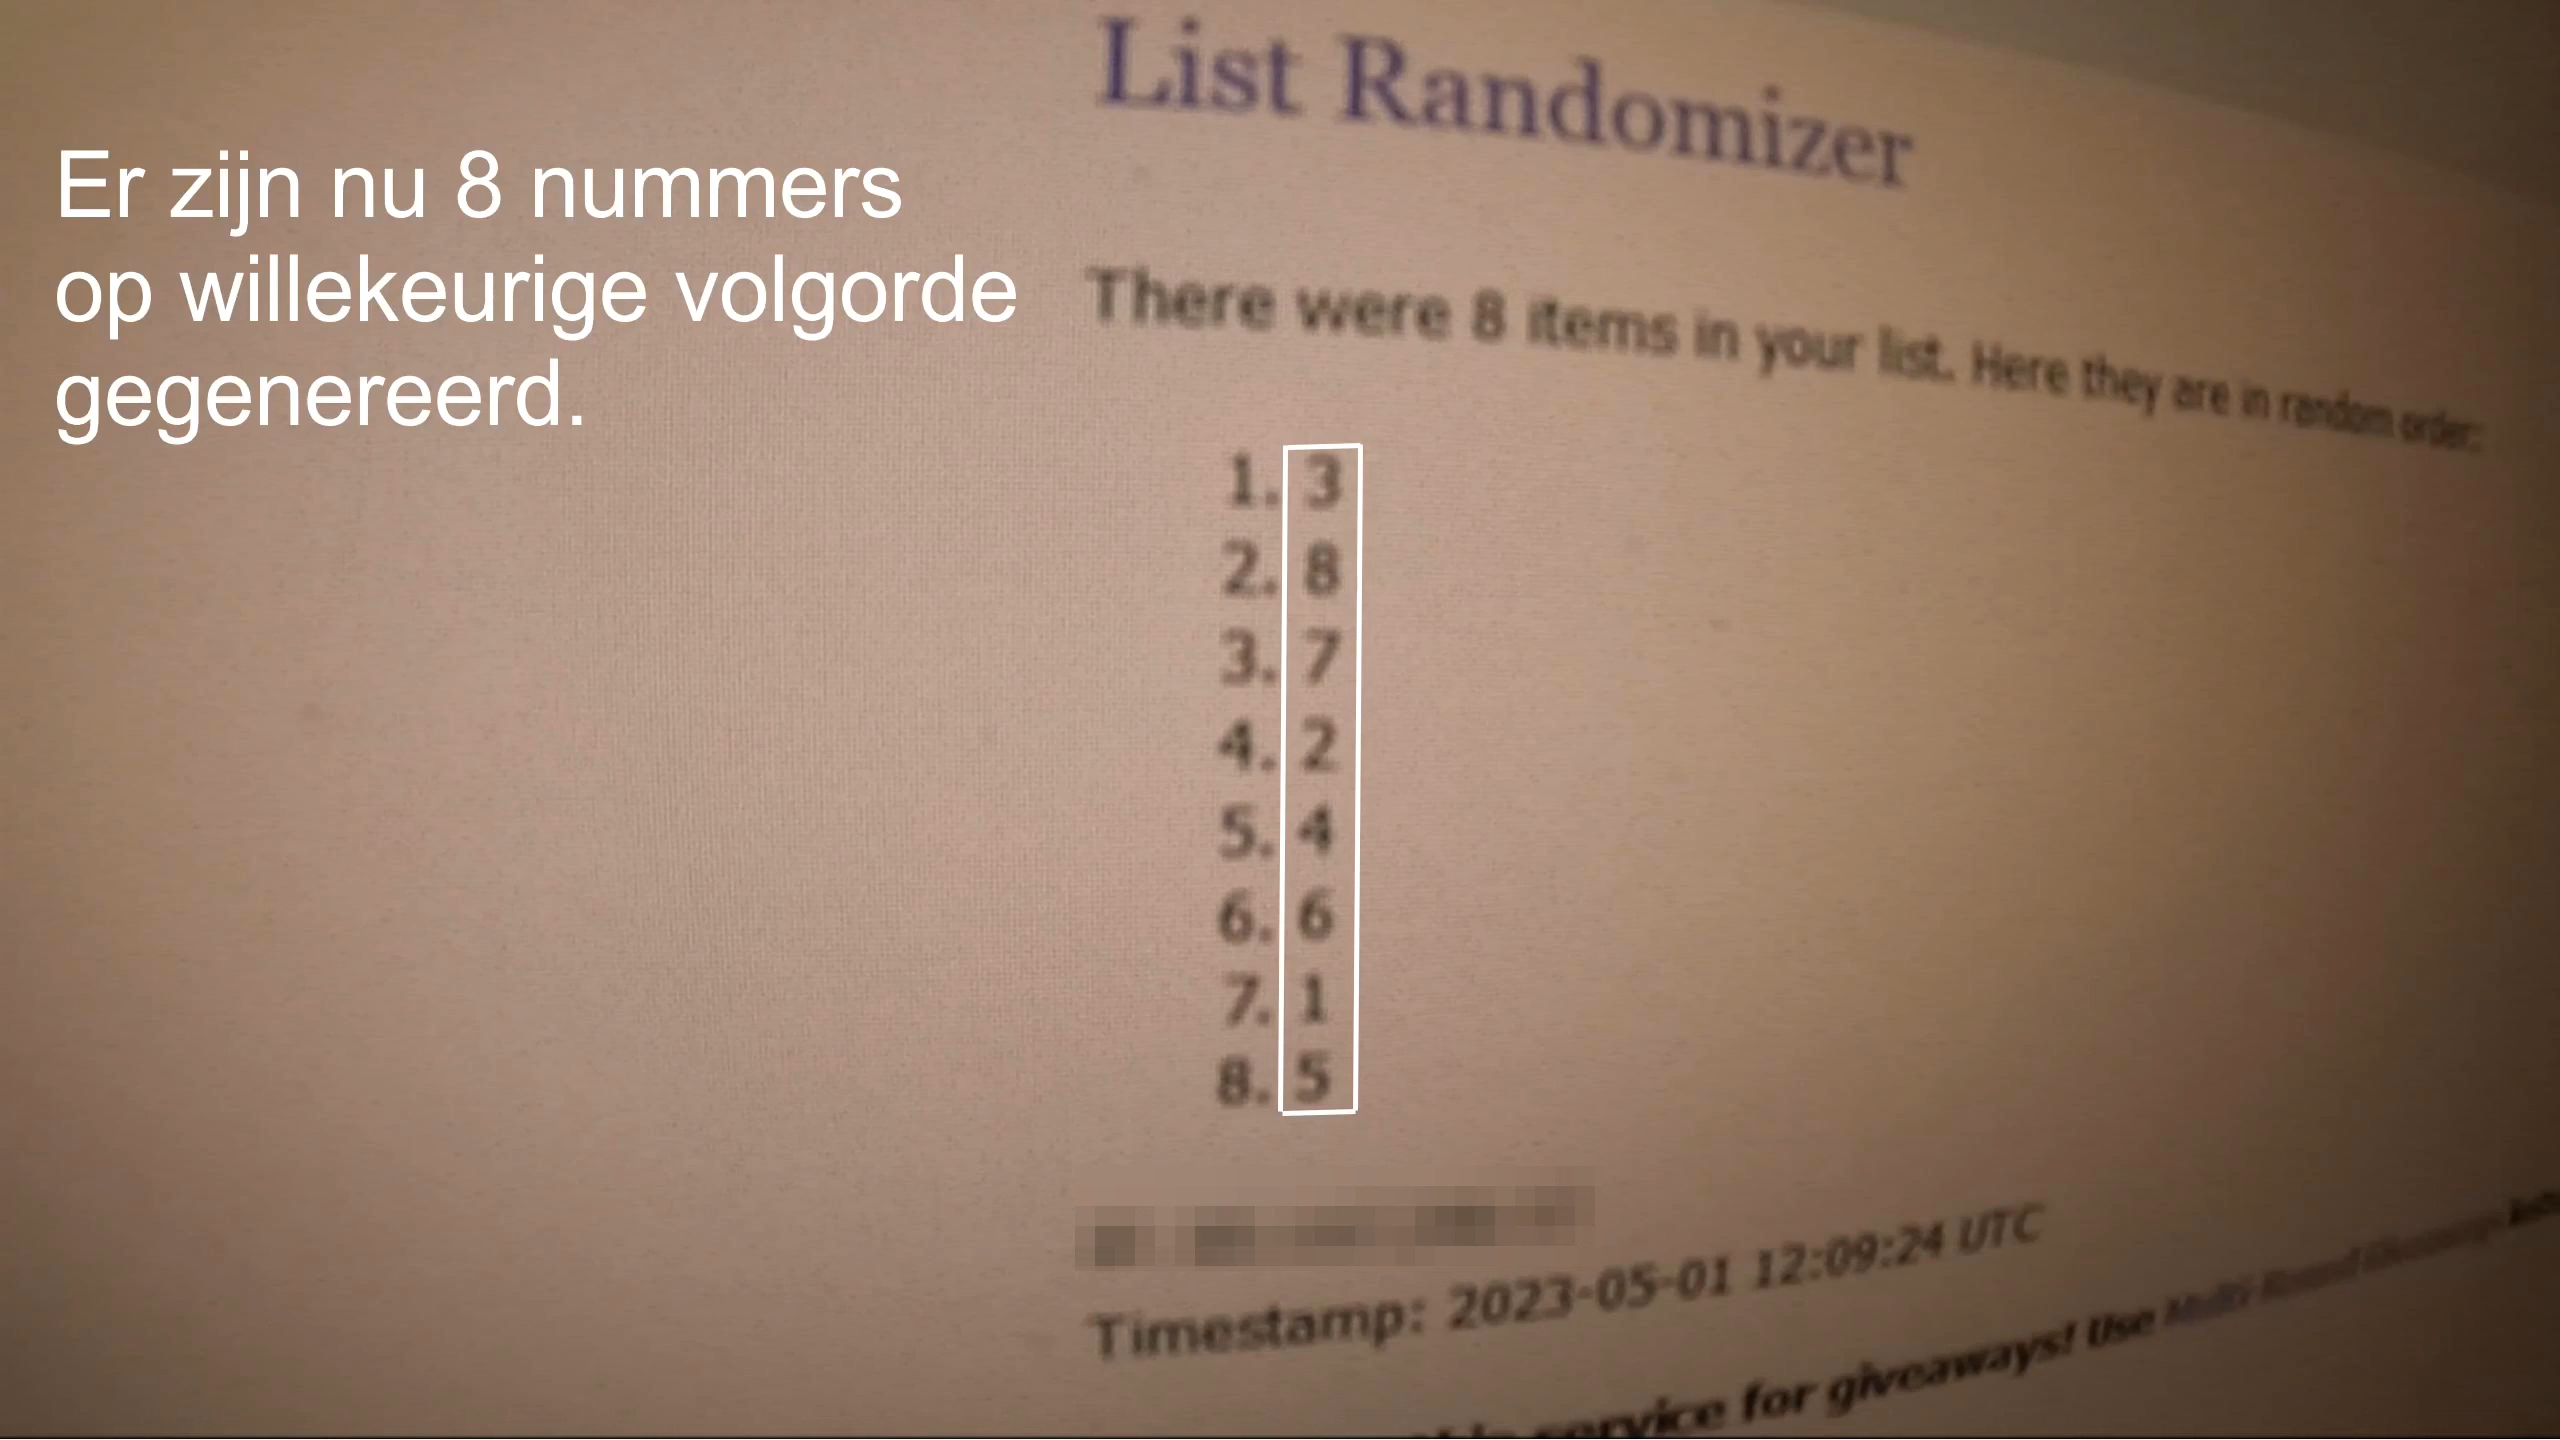 List Randomizer
Er zijn nu 8 nummers
op willekeurige volgorde
gegenereerd.
There were 8 items in your list. Here they are in random order:
1. 3
2. 8
3. 7
4. 2
5. 4
6. 6
7. 1
8. 5
Timestamp: 2023-05-01 12:09:24 UTC
service for giveaways! Use Multi-Round